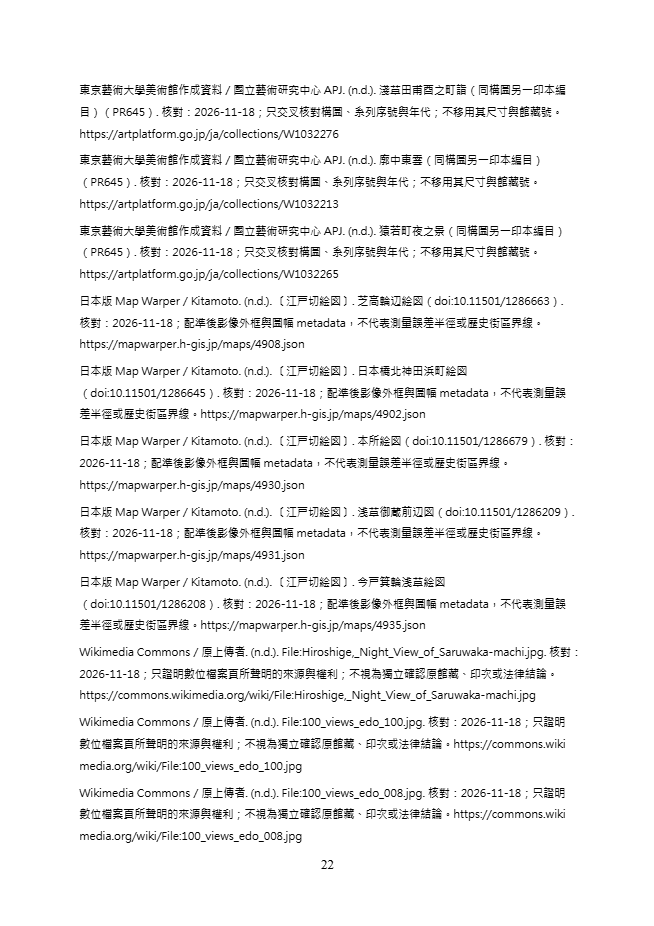 東京藝術大學美術館作成資料 / 國立藝術研究中心 APJ. (n.d.). 淺草田甫酉之町詣（同構圖另一印本編
目）（PR645）. 核對：2026-11-18；只交叉核對構圖、系列序號與年代；不移用其尺寸與館藏號。
https://artplatform.go.jp/ja/collections/W1032276
東京藝術大學美術館作成資料 / 國立藝術研究中心 APJ. (n.d.). 廓中東雲（同構圖另一印本編目）
（PR645）. 核對：2026-11-18；只交叉核對構圖、系列序號與年代；不移用其尺寸與館藏號。
https://artplatform.go.jp/ja/collections/W1032213
東京藝術大學美術館作成資料 / 國立藝術研究中心 APJ. (n.d.). 猿若町夜之景（同構圖另一印本編目）
（PR645）. 核對：2026-11-18；只交叉核對構圖、系列序號與年代；不移用其尺寸與館藏號。
https://artplatform.go.jp/ja/collections/W1032265
日本版 Map Warper / Kitamoto. (n.d.). 〔江戸切絵図〕. 芝高輪辺絵図（doi:10.11501/1286663）.
核對：2026-11-18；配準後影像外框與圖幅 metadata，不代表測量誤差半徑或歷史街區界線。
https://mapwarper.h-gis.jp/maps/4908.json
日本版 Map Warper / Kitamoto. (n.d.). 〔江戸切絵図〕. 日本橋北神田浜町絵図
（doi:10.11501/1286645）. 核對：2026-11-18；配準後影像外框與圖幅 metadata，不代表測量誤
差半徑或歷史街區界線。https://mapwarper.h-gis.jp/maps/4902.json
日本版 Map Warper / Kitamoto. (n.d.). 〔江戸切絵図〕. 本所絵図（doi:10.11501/1286679）. 核對：
2026-11-18；配準後影像外框與圖幅 metadata，不代表測量誤差半徑或歷史街區界線。
https://mapwarper.h-gis.jp/maps/4930.json
日本版 Map Warper / Kitamoto. (n.d.). 〔江戸切絵図〕. 浅草御蔵前辺図（doi:10.11501/1286209）.
核對：2026-11-18；配準後影像外框與圖幅 metadata，不代表測量誤差半徑或歷史街區界線。
https://mapwarper.h-gis.jp/maps/4931.json
日本版 Map Warper / Kitamoto. (n.d.). 〔江戸切絵図〕. 今戸箕輪浅草絵図
（doi:10.11501/1286208）. 核對：2026-11-18；配準後影像外框與圖幅 metadata，不代表測量誤
差半徑或歷史街區界線。https://mapwarper.h-gis.jp/maps/4935.json
Wikimedia Commons / 原上傳者. (n.d.). File:Hiroshige,_Night_View_of_Saruwaka-machi.jpg. 核對：
2026-11-18；只證明數位檔案頁所聲明的來源與權利；不視為獨立確認原館藏、印次或法律結論。
https://commons.wikimedia.org/wiki/File:Hiroshige,_Night_View_of_Saruwaka-machi.jpg
Wikimedia Commons / 原上傳者. (n.d.). File:100_views_edo_100.jpg. 核對：2026-11-18；只證明
數位檔案頁所聲明的來源與權利；不視為獨立確認原館藏、印次或法律結論。https://commons.wiki
media.org/wiki/File:100_views_edo_100.jpg
Wikimedia Commons / 原上傳者. (n.d.). File:100_views_edo_008.jpg. 核對：2026-11-18；只證明
數位檔案頁所聲明的來源與權利；不視為獨立確認原館藏、印次或法律結論。https://commons.wiki
media.org/wiki/File:100_views_edo_008.jpg
22